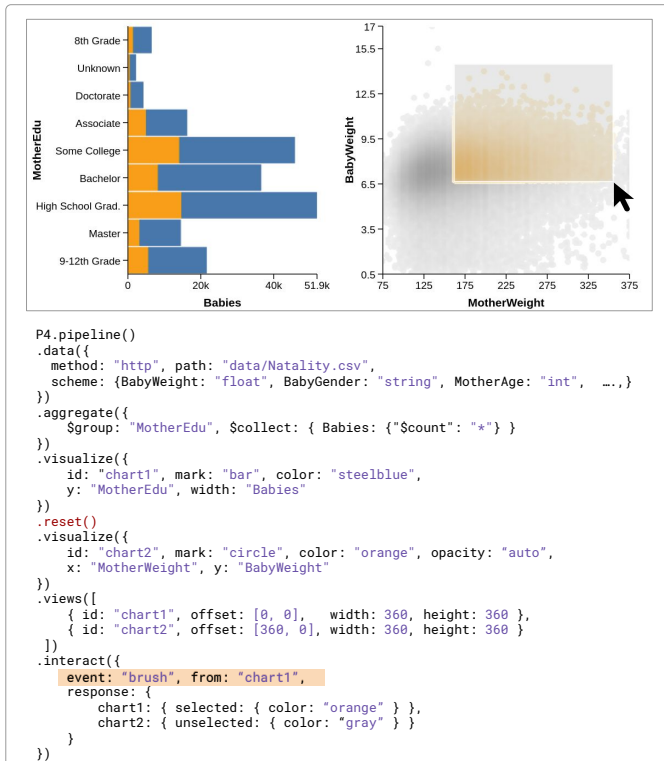 MotherEdu
8th Grade
Unknown
Doctorate
Associate
Some College
Bachelor
High School Grad.
Master
9-12th Grade
0 20k 40k 51.9k
Babies
BabyWeight
17
15.5
12.5
9.5
6.5
3.5
0.5
75 125 175 225 275 325 375
MotherWeight
P4.pipeline()
.data({
method: "http", path: "data/Natality.csv",
scheme: {BabyWeight: "float", BabyGender: "string", MotherAge: "int", ….,}
})
.aggregate({
$group: "MotherEdu", $collect: { Babies: {"$count": "*"} }
})
.visualize({
id: "chart1", mark: "bar", color: "steelblue",
y: "MotherEdu", width: "Babies"
})
.reset()
.visualize({
id: "chart2", mark: "circle", color: "orange", opacity: “auto”,
x: "MotherWeight", y: "BabyWeight"
})
.views([
{ id: "chart1", offset: [0, 0], width: 360, height: 360 },
{ id: "chart2", offset: [360, 0], width: 360, height: 360 }
])
.interact({
event: “brush”, from: “chart1”,
response: {
chart1: { selected: { color: “orange” } },
chart2: { unselected: { color: “gray” } }
}
})